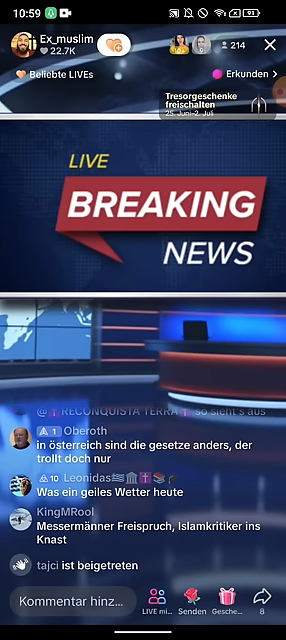 10:59
91
Ex_muslim
22.7K
214
Beliebte LIVEs
Erkunden
Tresorgeschenke
freischalten
25. Juni–2. Juli
LIVE
BREAKING
NEWS
@ RECONQUISTA TERRA so sieht's aus
1 Oberoth
in österreich sind die gesetze anders, der
trollt doch nur
10 Leonidas
Was ein geiles Wetter heute
KingMRool
Messermänner Freispruch, Islamkritiker ins
Knast
tajci ist beigetreten
Kommentar hinz...
LIVE mi...
Senden
Gesche...
8